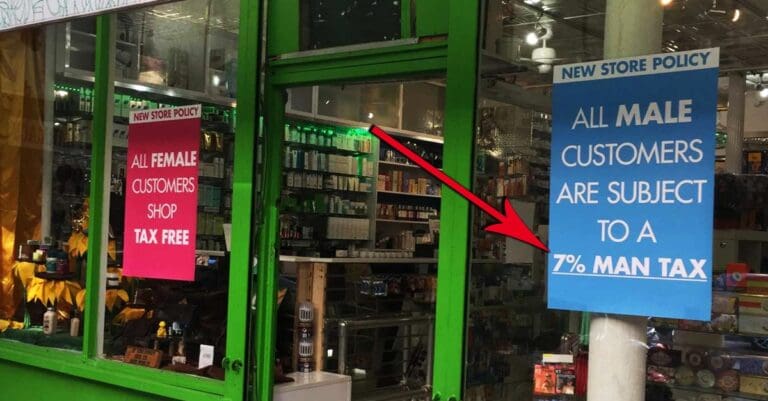 NEW STORE POLICY
ALL FEMALE
CUSTOMERS
SHOP
TAX FREE
NEW STORE POLICY
ALL MALE
CUSTOMERS
ARE SUBJECT
TO A
7% MAN TAX